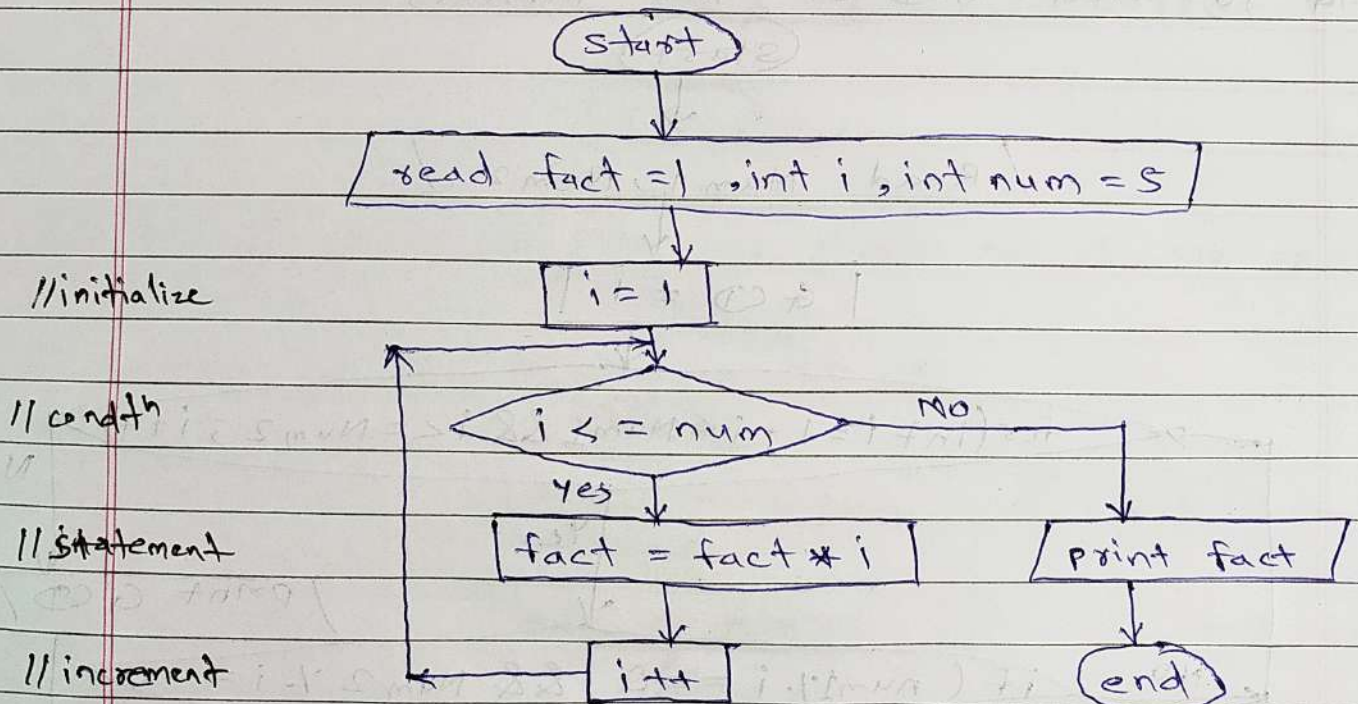 start
read fact = 1, int i, int num = 5
//initialize
i = 1
// condtn
i <= num
No
yes
// statement
fact = fact * i
print fact
// increment
i++
end